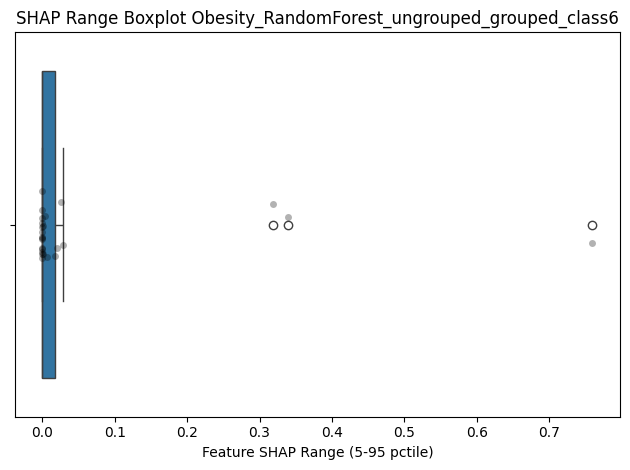 SHAP Range Boxplot Obesity_RandomForest_ungrouped_grouped_class6
0.0 0.1 0.2 0.3 0.4 0.5 0.6 0.7
Feature SHAP Range (5-95 pctile)